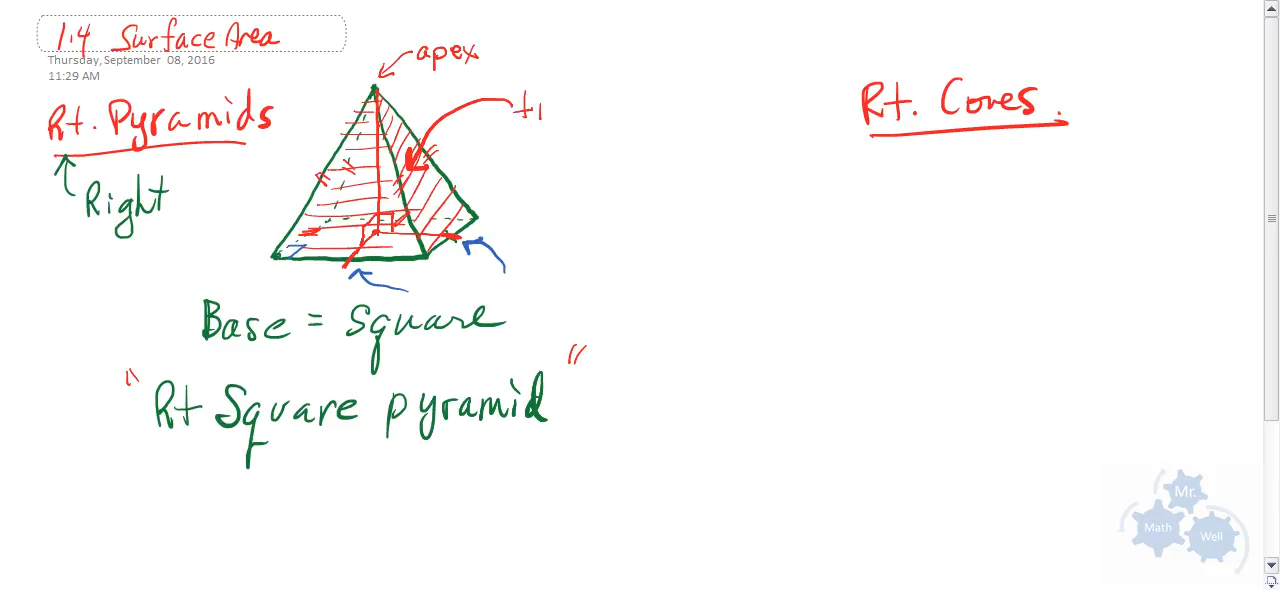 1.4 Surface Area
Thursday, September 08, 2016
11:29 AM
apex
Rt. Pyramids
Right
Base = Square
"Rt Square pyramid"
Rt. Cones.
Mr.
Math
Well